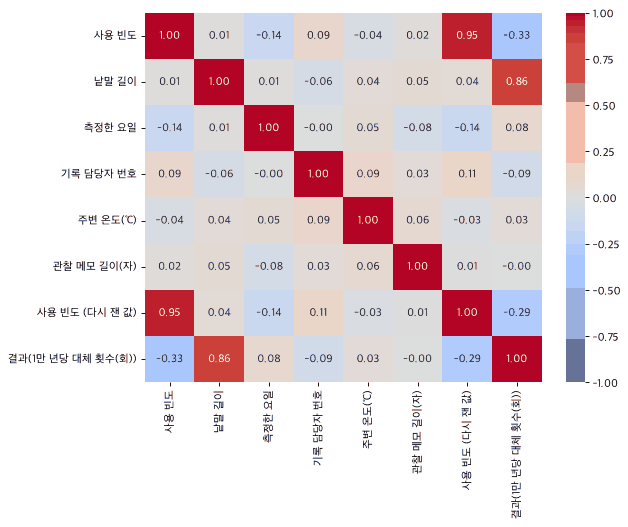 사용 빈도 1.00 0.01 -0.14 0.09 -0.04 0.02 0.95 -0.33
낱말 길이 0.01 1.00 0.01 -0.06 0.04 0.05 0.04 0.86
측정한 요일 -0.14 0.01 1.00 -0.00 0.05 -0.08 -0.14 0.08
기록 담당자 번호 0.09 -0.06 -0.00 1.00 0.09 0.03 0.11 -0.09
주변 온도(℃) -0.04 0.04 0.05 0.09 1.00 0.06 -0.03 0.03
관찰 메모 길이(자) 0.02 0.05 -0.08 0.03 0.06 1.00 0.01 -0.00
사용 빈도 (다시 잰 값) 0.95 0.04 -0.14 0.11 -0.03 0.01 1.00 -0.29
결과(1만 년당 대체 횟수(회)) -0.33 0.86 0.08 -0.09 0.03 -0.00 -0.29 1.00
사용 빈도
낱말 길이
측정한 요일
기록 담당자 번호
주변 온도(℃)
관찰 메모 길이(자)
사용 빈도 (다시 잰 값)
결과(1만 년당 대체 횟수(회))
1.00
0.75
0.50
0.25
0.00
-0.25
-0.50
-0.75
-1.00